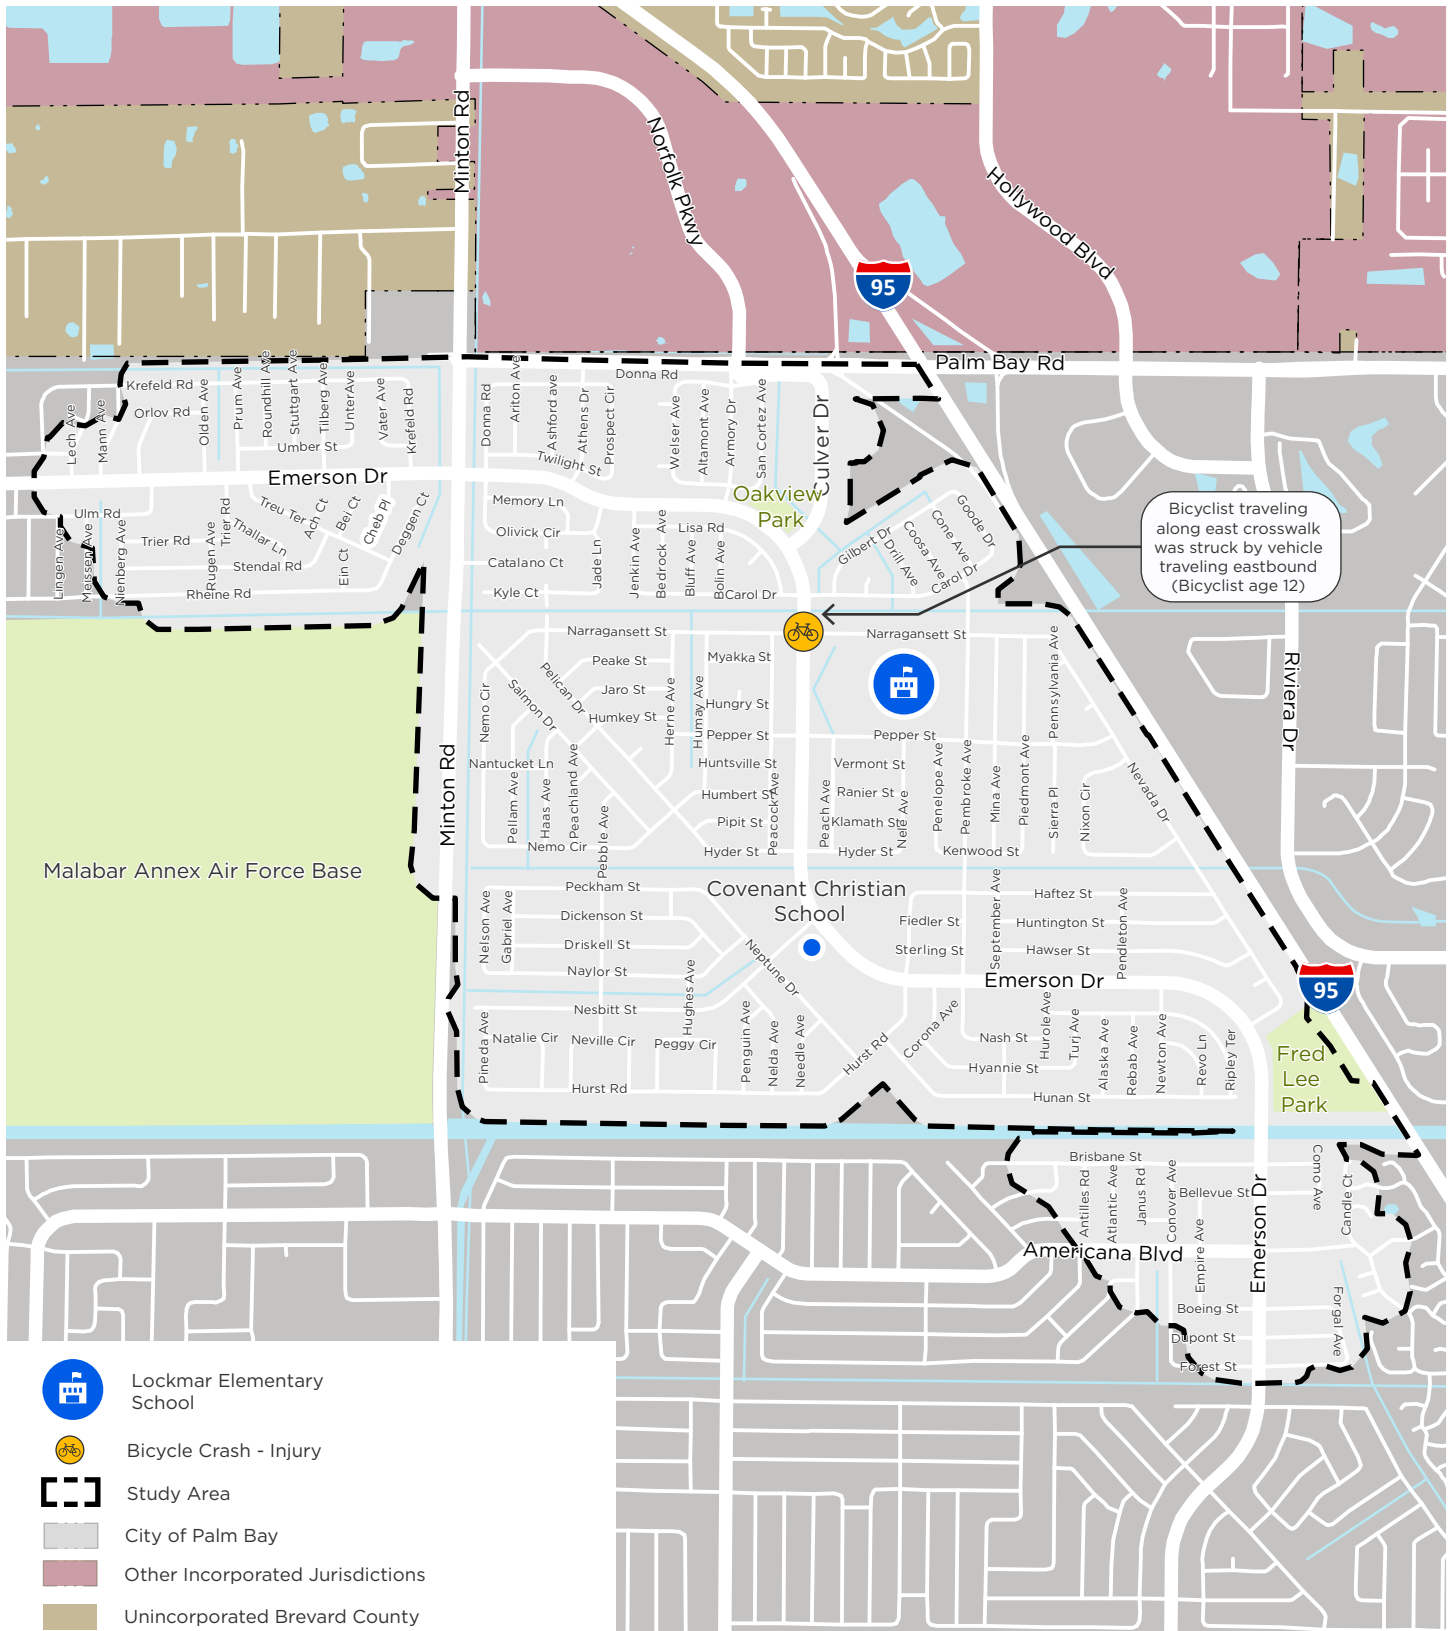 Minton Rd
Norfolk Pkwy
Hollywood Blvd
95
Palm Bay Rd
Donna Rd
Krefeld Rd
Orlov Rd
Lech Ave
Mann Ave
Olden Ave
Prum Ave
Roundhill Ave
Stuttgart Ave
Tilberg Ave
UnterAve
Vater Ave
Krefeld Rd
Umber St
Donna Rd
Ariton Ave
Ashford ave
Athens Dr
Prospect Cir
Welser Ave
Altamont Ave
Armory Dr
San Cortez Ave
Culver Dr
Twilight St
Emerson Dr
Oakview
Park
Ulm Rd
Lingen Ave
Meissen Ave
Nienberg Ave
Trier Rd
Rugen Ave
Trier Rd
Treu Ter
Thallar Ln
Ach Ct
Bei Ct
Cheb Pl
Deggen Ct
Ein Ct
Stendal Rd
Rheine Rd
Memory Ln
Olivick Cir
Catalano Ct
Kyle Ct
Jade Ln
Jenkin Ave
Bedrock Ave
Lisa Rd
Bluff Ave
Bolin Ave
Carol Dr
Gilbert Dr
Drill Ave
Coosa Ave
Cone Ave
Goode Dr
Carol Dr
Bicyclist traveling
along east crosswalk
was struck by vehicle
traveling eastbound
(Bicyclist age 12)
Narragansett St
Narragansett St
Peake St
Myakka St
Jaro St
Humkey St
Pelican Dr
Salmon Dr
Nemo Cir
Herne Ave
Humay Ave
Hungry St
Pepper St
Pepper St
Pennsylvania Ave
Riviera Dr
Nantucket Ln
Huntsville St
Vermont St
Humbert St
Ranier St
Pipit St
Klamath St
Hyder St
Hyder St
Kenwood St
Minton Rd
Pellam Ave
Haas Ave
Peachland Ave
Pebble Ave
Nemo Cir
Peacock Ave
Peach Ave
Nele Ave
Penelope Ave
Pembroke Ave
Mina Ave
Piedmont Ave
Sierra Pl
Nixon Cir
Nevada Dr
Malabar Annex Air Force Base
Covenant Christian
School
Peckham St
Dickenson St
Driskell St
Naylor St
Nelson Ave
Gabriel Ave
Neptune Dr
Fiedler St
Sterling St
September Ave
Haftez St
Huntington St
Hawser St
Pendleton Ave
Emerson Dr
95
Nesbitt St
Hughes Ave
Pineda Ave
Natalie Cir
Neville Cir
Peggy Cir
Hurst Rd
Penguin Ave
Nelda Ave
Needle Ave
Hurst Rd
Corona Ave
Nash St
Hyannie St
Hunan St
Hurole Ave
Turj Ave
Alaska Ave
Rebab Ave
Newton Ave
Revo Ln
Ripley Ter
Fred
Lee
Park
Brisbane St
Antilles Rd
Atlantic Ave
Janus Rd
Conover Ave
Bellevue St
Empire Ave
Emerson Dr
Como Ave
Candle Ct
Americana Blvd
Boeing St
Dupont St
Forest St
Forgal Ave
Lockmar Elementary
School
Bicycle Crash - Injury
Study Area
City of Palm Bay
Other Incorporated Jurisdictions
Unincorporated Brevard County